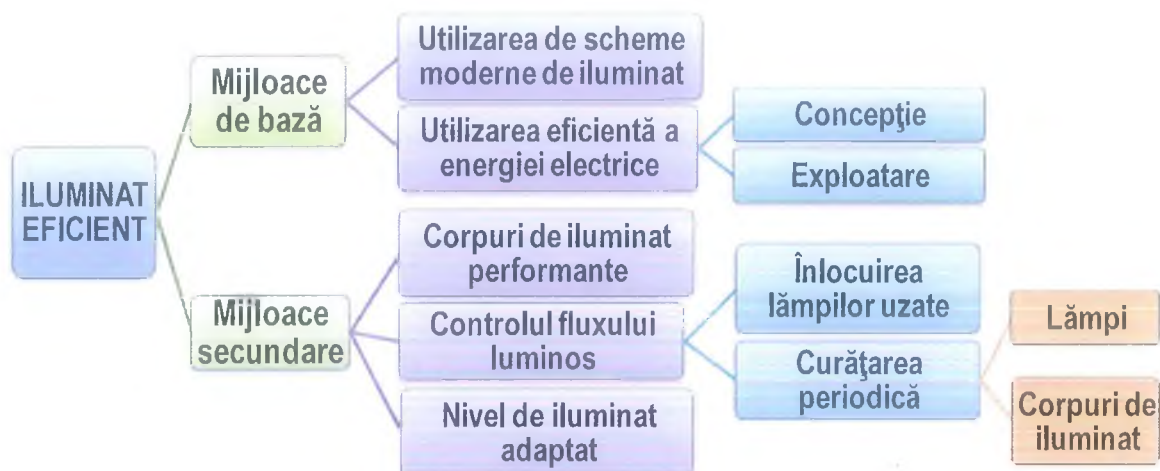 ILUMINAT
EFICIENT
Mijloace
de bază
Utilizarea de scheme
moderne de iluminat
Utilizarea eficientă a
energiei electrice
Concepţie
Exploatare
Mijloace
secundare
Corpuri de iluminat
performante
Controlul fluxului
luminos
Înlocuirea
lămpilor uzate
Curăţarea
periodică
Lămpi
Corpuri de
iluminat
Nivel de iluminat
adaptat